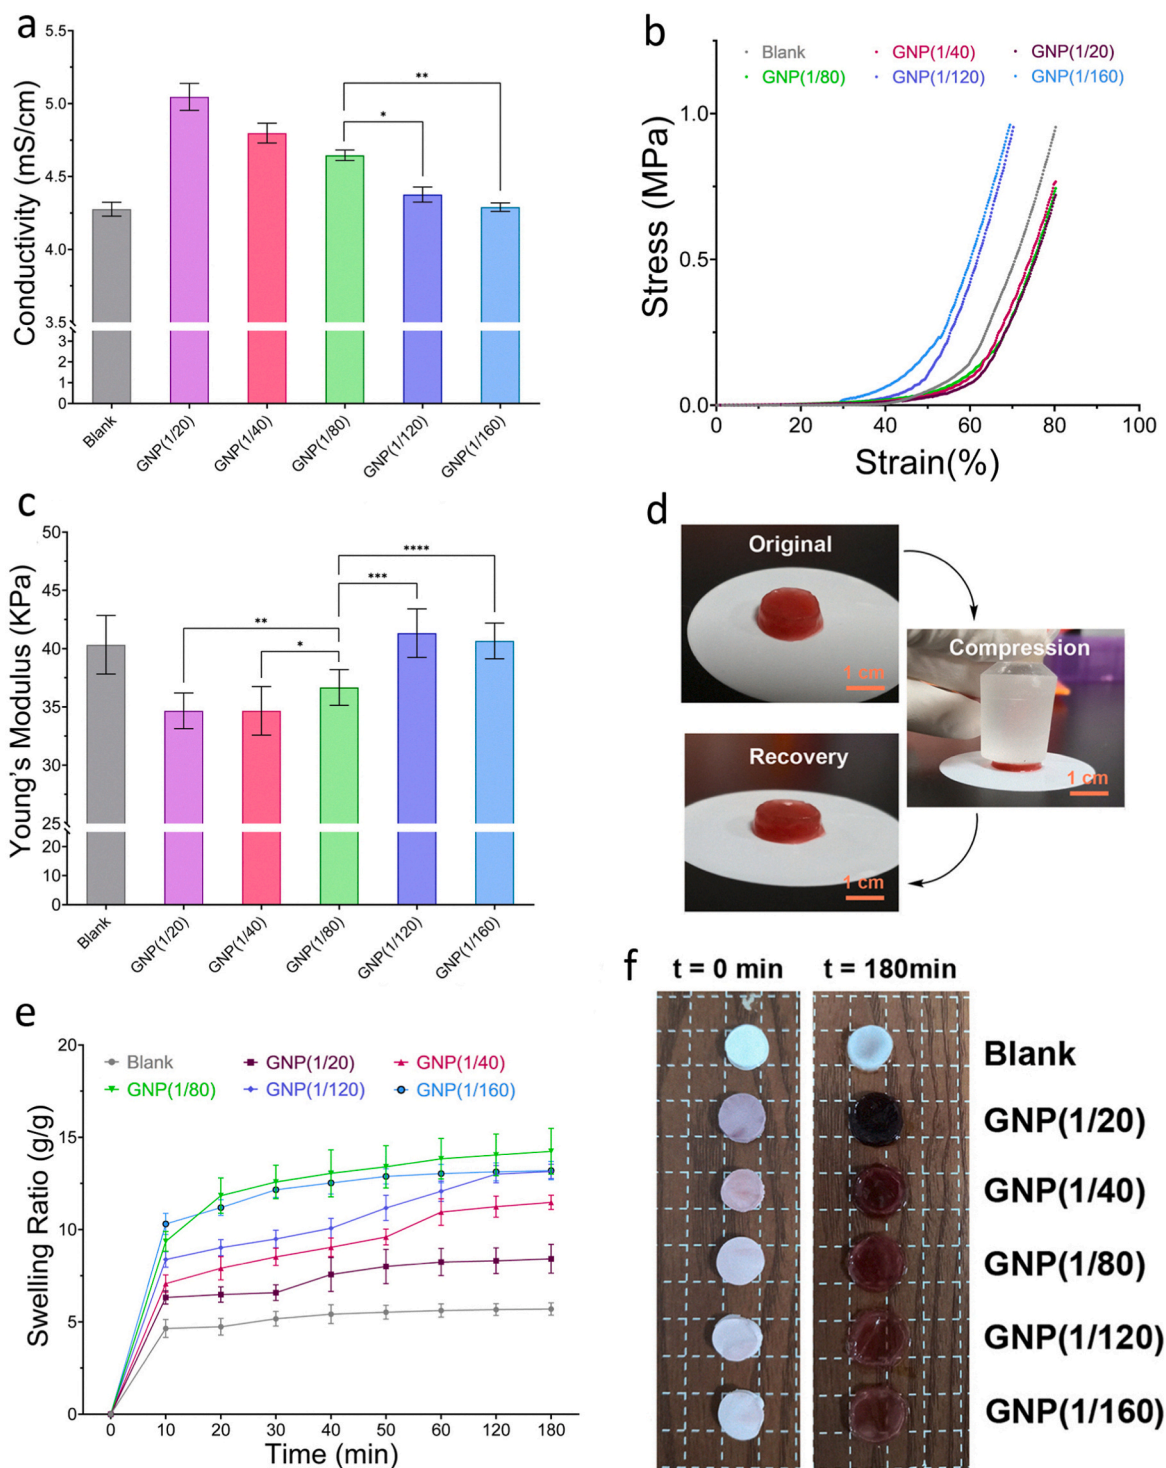 a
Conductivity (mS/cm)
5.5
5.0
4.5
4.0
3.5
3
2
1
0
**
*
Blank
GNP(1/20)
GNP(1/40)
GNP(1/80)
GNP(1/120)
GNP(1/160)
b
Blank GNP(1/40) GNP(1/20)
GNP(1/80) GNP(1/120) GNP(1/160)
Stress (MPa)
1.0
0.5
0.0
0 20 40 60 80 100
Strain(%)
c
Young's Modulus (KPa)
50
45
40
35
30
25
20
10
0
****
***
**
*
Blank
GNP(1/20)
GNP(1/40)
GNP(1/80)
GNP(1/120)
GNP(1/160)
d
Original
1 cm
Compression
1 cm
Recovery
1 cm
e
Blank GNP(1/20) GNP(1/40)
GNP(1/80) GNP(1/120) GNP(1/160)
Swelling Ratio (g/g)
20
15
10
5
0
0 10 20 30 40 50 60 120 180
Time (min)
f
t = 0 min t = 180min
Blank
GNP(1/20)
GNP(1/40)
GNP(1/80)
GNP(1/120)
GNP(1/160)